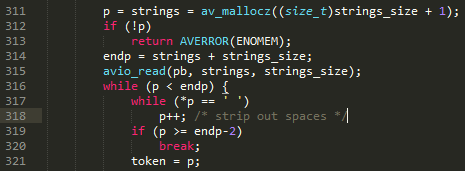 311 p = strings = av_mallocz((size_t)strings_size + 1);
312 if (!p)
313 return AVERROR(ENOMEM);
314 endp = strings + strings_size;
315 avio_read(pb, strings, strings_size);
316 while (p < endp) {
317 while (*p == ' ')
318 p++; /* strip out spaces */
319 if (p >= endp-2)
320 break;
321 token = p;